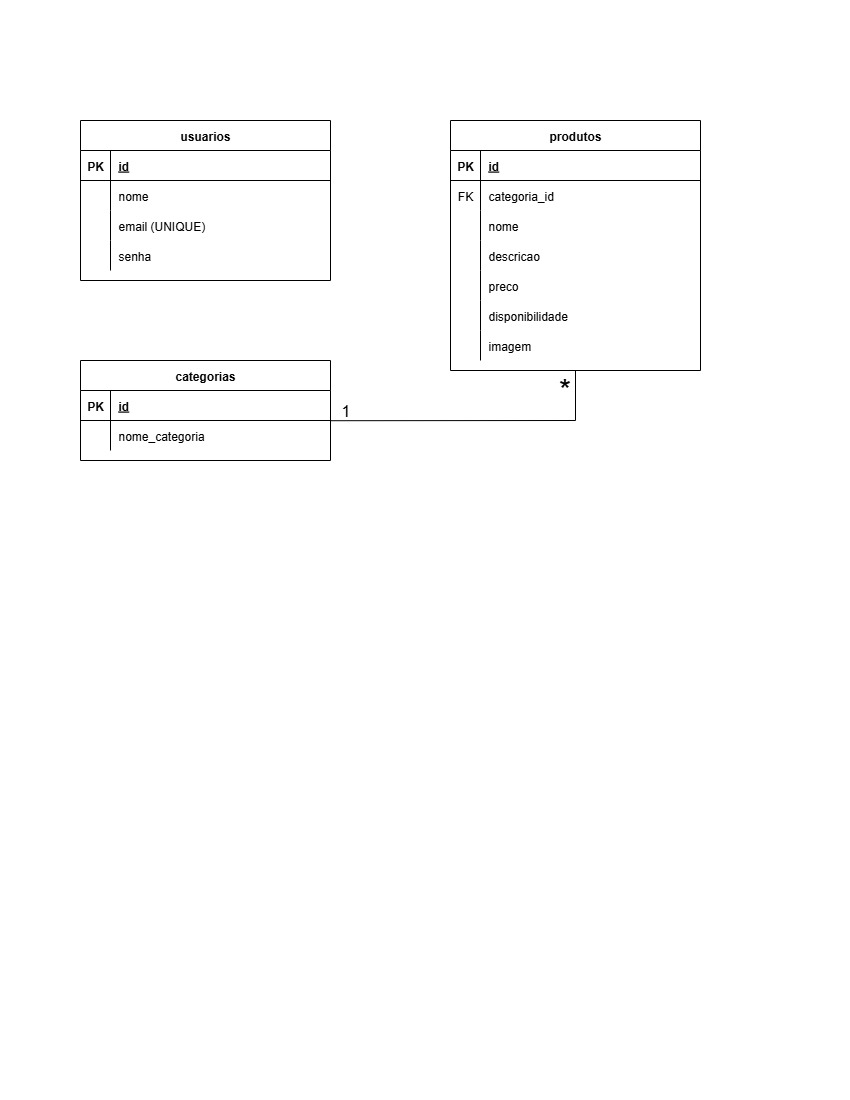 usuarios
PK id
nome
email (UNIQUE)
senha
produtos
PK id
FK categoria_id
nome
descricao
preco
disponibilidade
imagem
*
categorias
PK id
nome_categoria
1